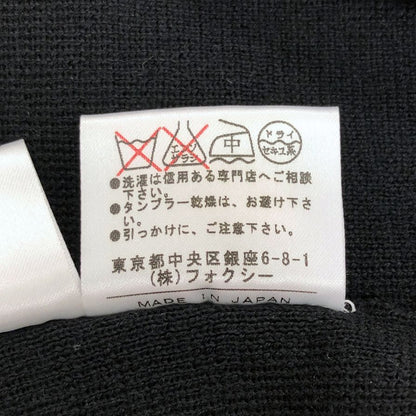 エンソ
サラシ
中
ドライ
セキユ系
●洗濯は信用ある専門店へご相談
下さい。
●タンブラー乾燥は、お避け下さ
い。
●引っかけに、ご注意下さい。
東京都中央区銀座6-8-1
(株)フォクシー
MADE IN JAPAN